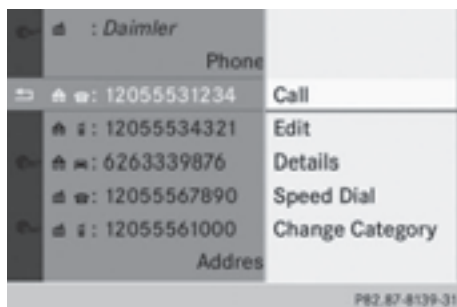 : Daimler
Phone
: 12055531234 Call
: 12055534321 Edit
: 6263339876 Details
: 12055567890 Speed Dial
: 12055561000 Change Category
Addres
P82.87-8139-31